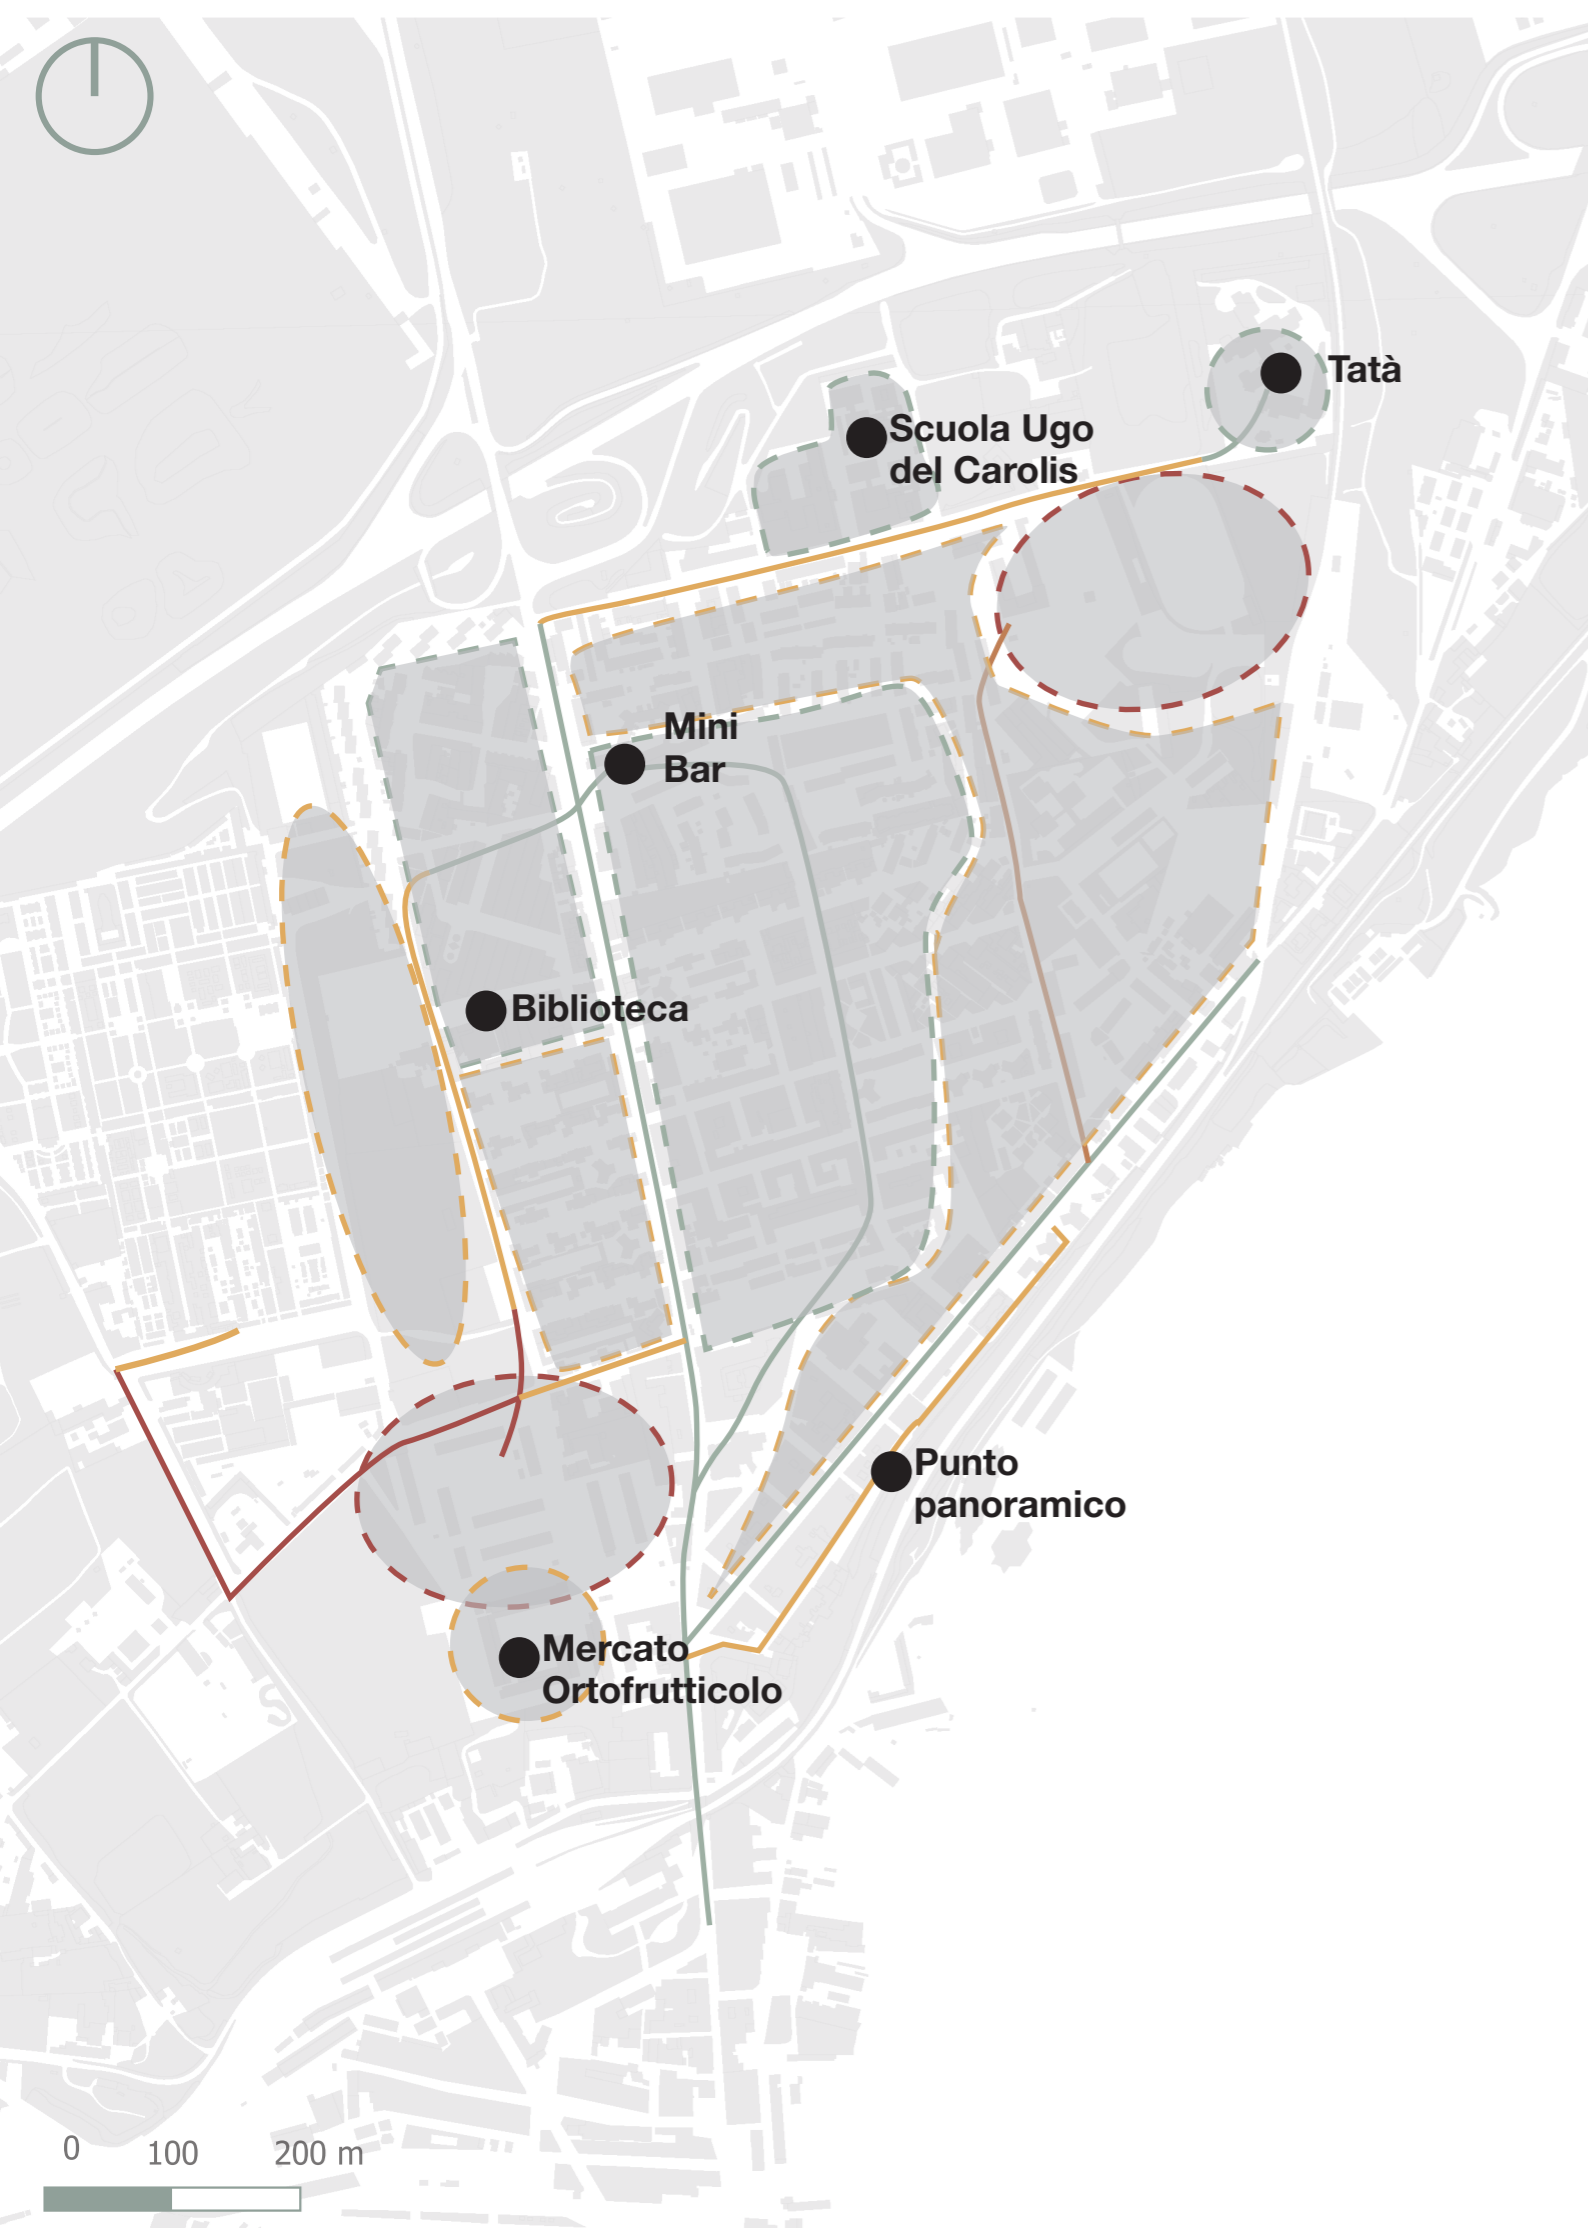 Tatà
Scuola Ugo
del Carolis
Mini
Bar
Biblioteca
Punto
panoramico
Mercato
Ortofrutticolo
0 100 200 m